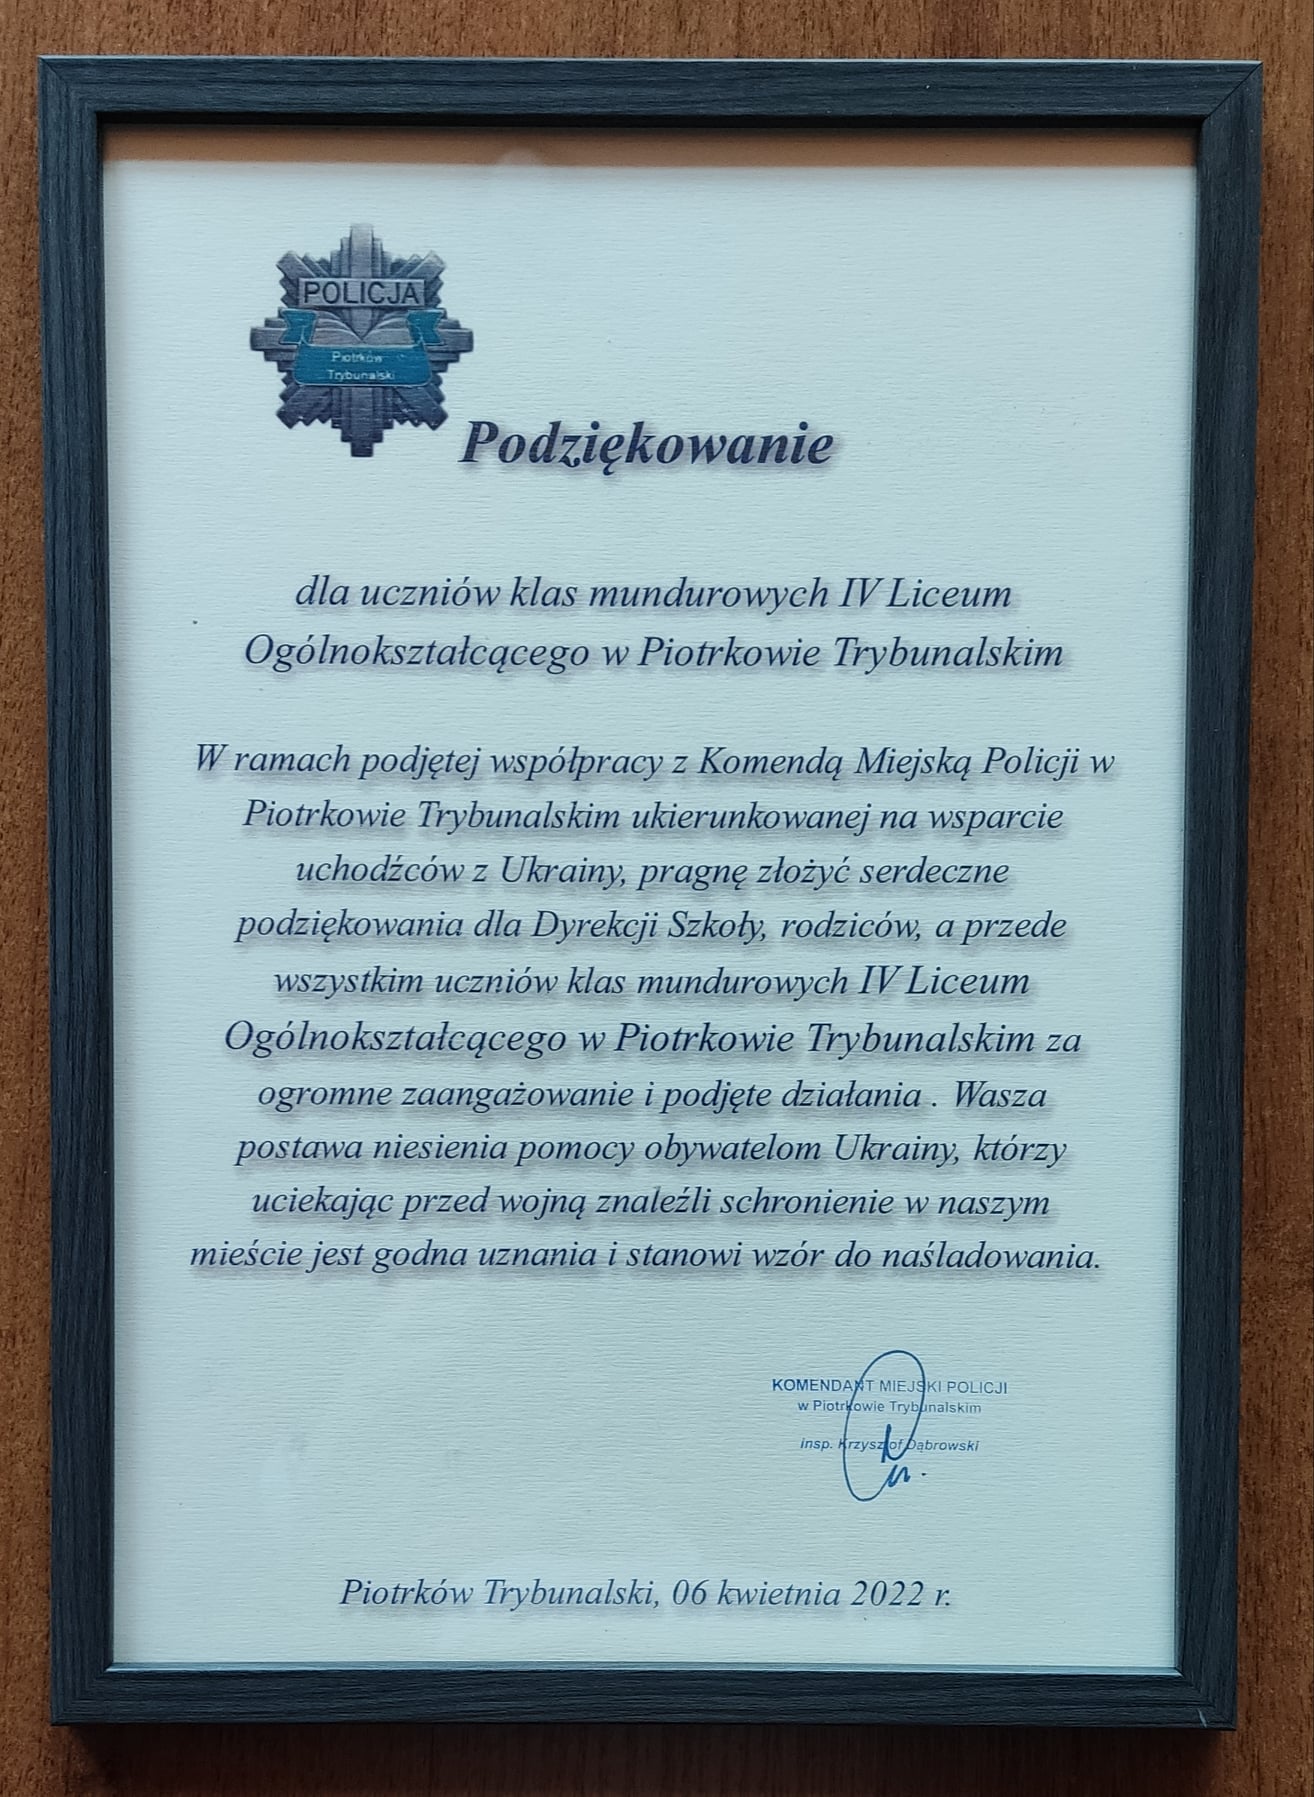 POLICJA
Piotrków
Trybunalski
Podziękowanie
dla uczniów klas mundurowych IV Liceum
Ogólnokształcącego w Piotrkowie Trybunalskim
W ramach podjętej współpracy z Komendą Miejską Policji w
Piotrkowie Trybunalskim ukierunkowanej na wsparcie
uchodźców z Ukrainy, pragnę złożyć serdeczne
podziękowania dla Dyrekcji Szkoły, rodziców, a przede
wszystkim uczniów klas mundurowych IV Liceum
Ogólnokształcącego w Piotrkowie Trybunalskim za
ogromne zaangażowanie i podjęte działania . Wasza
postawa niesienia pomocy obywatelom Ukrainy, którzy
uciekając przed wojną znaleźli schronienie w naszym
mieście jest godna uznania i stanowi wzór do naśladowania.
KOMENDANT MIEJSKI POLICJI
w Piotrkowie Trybunalskim
insp. Krzysztof Dąbrowski
Piotrków Trybunalski, 06 kwietnia 2022 r.